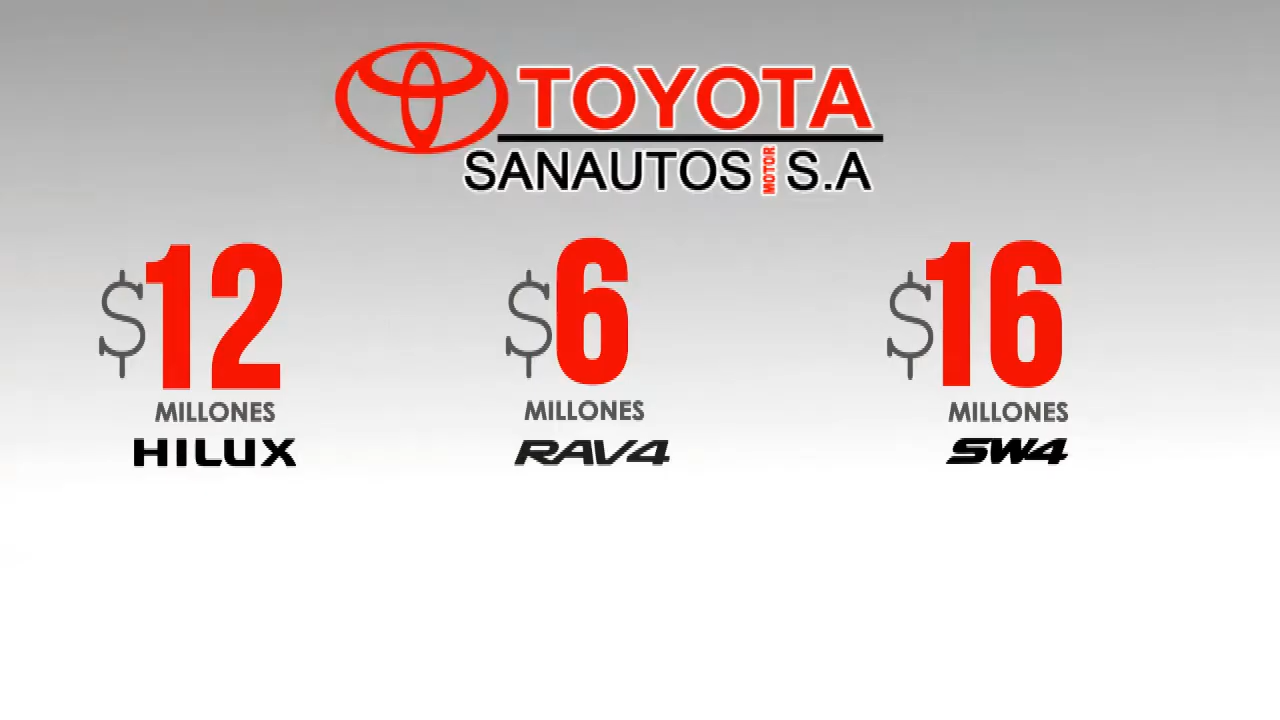 TOYOTA
SANAUTOS MOTOR S.A
$12
MILLONES
HILUX
$6
MILLONES
RAV4
$16
MILLONES
SW4